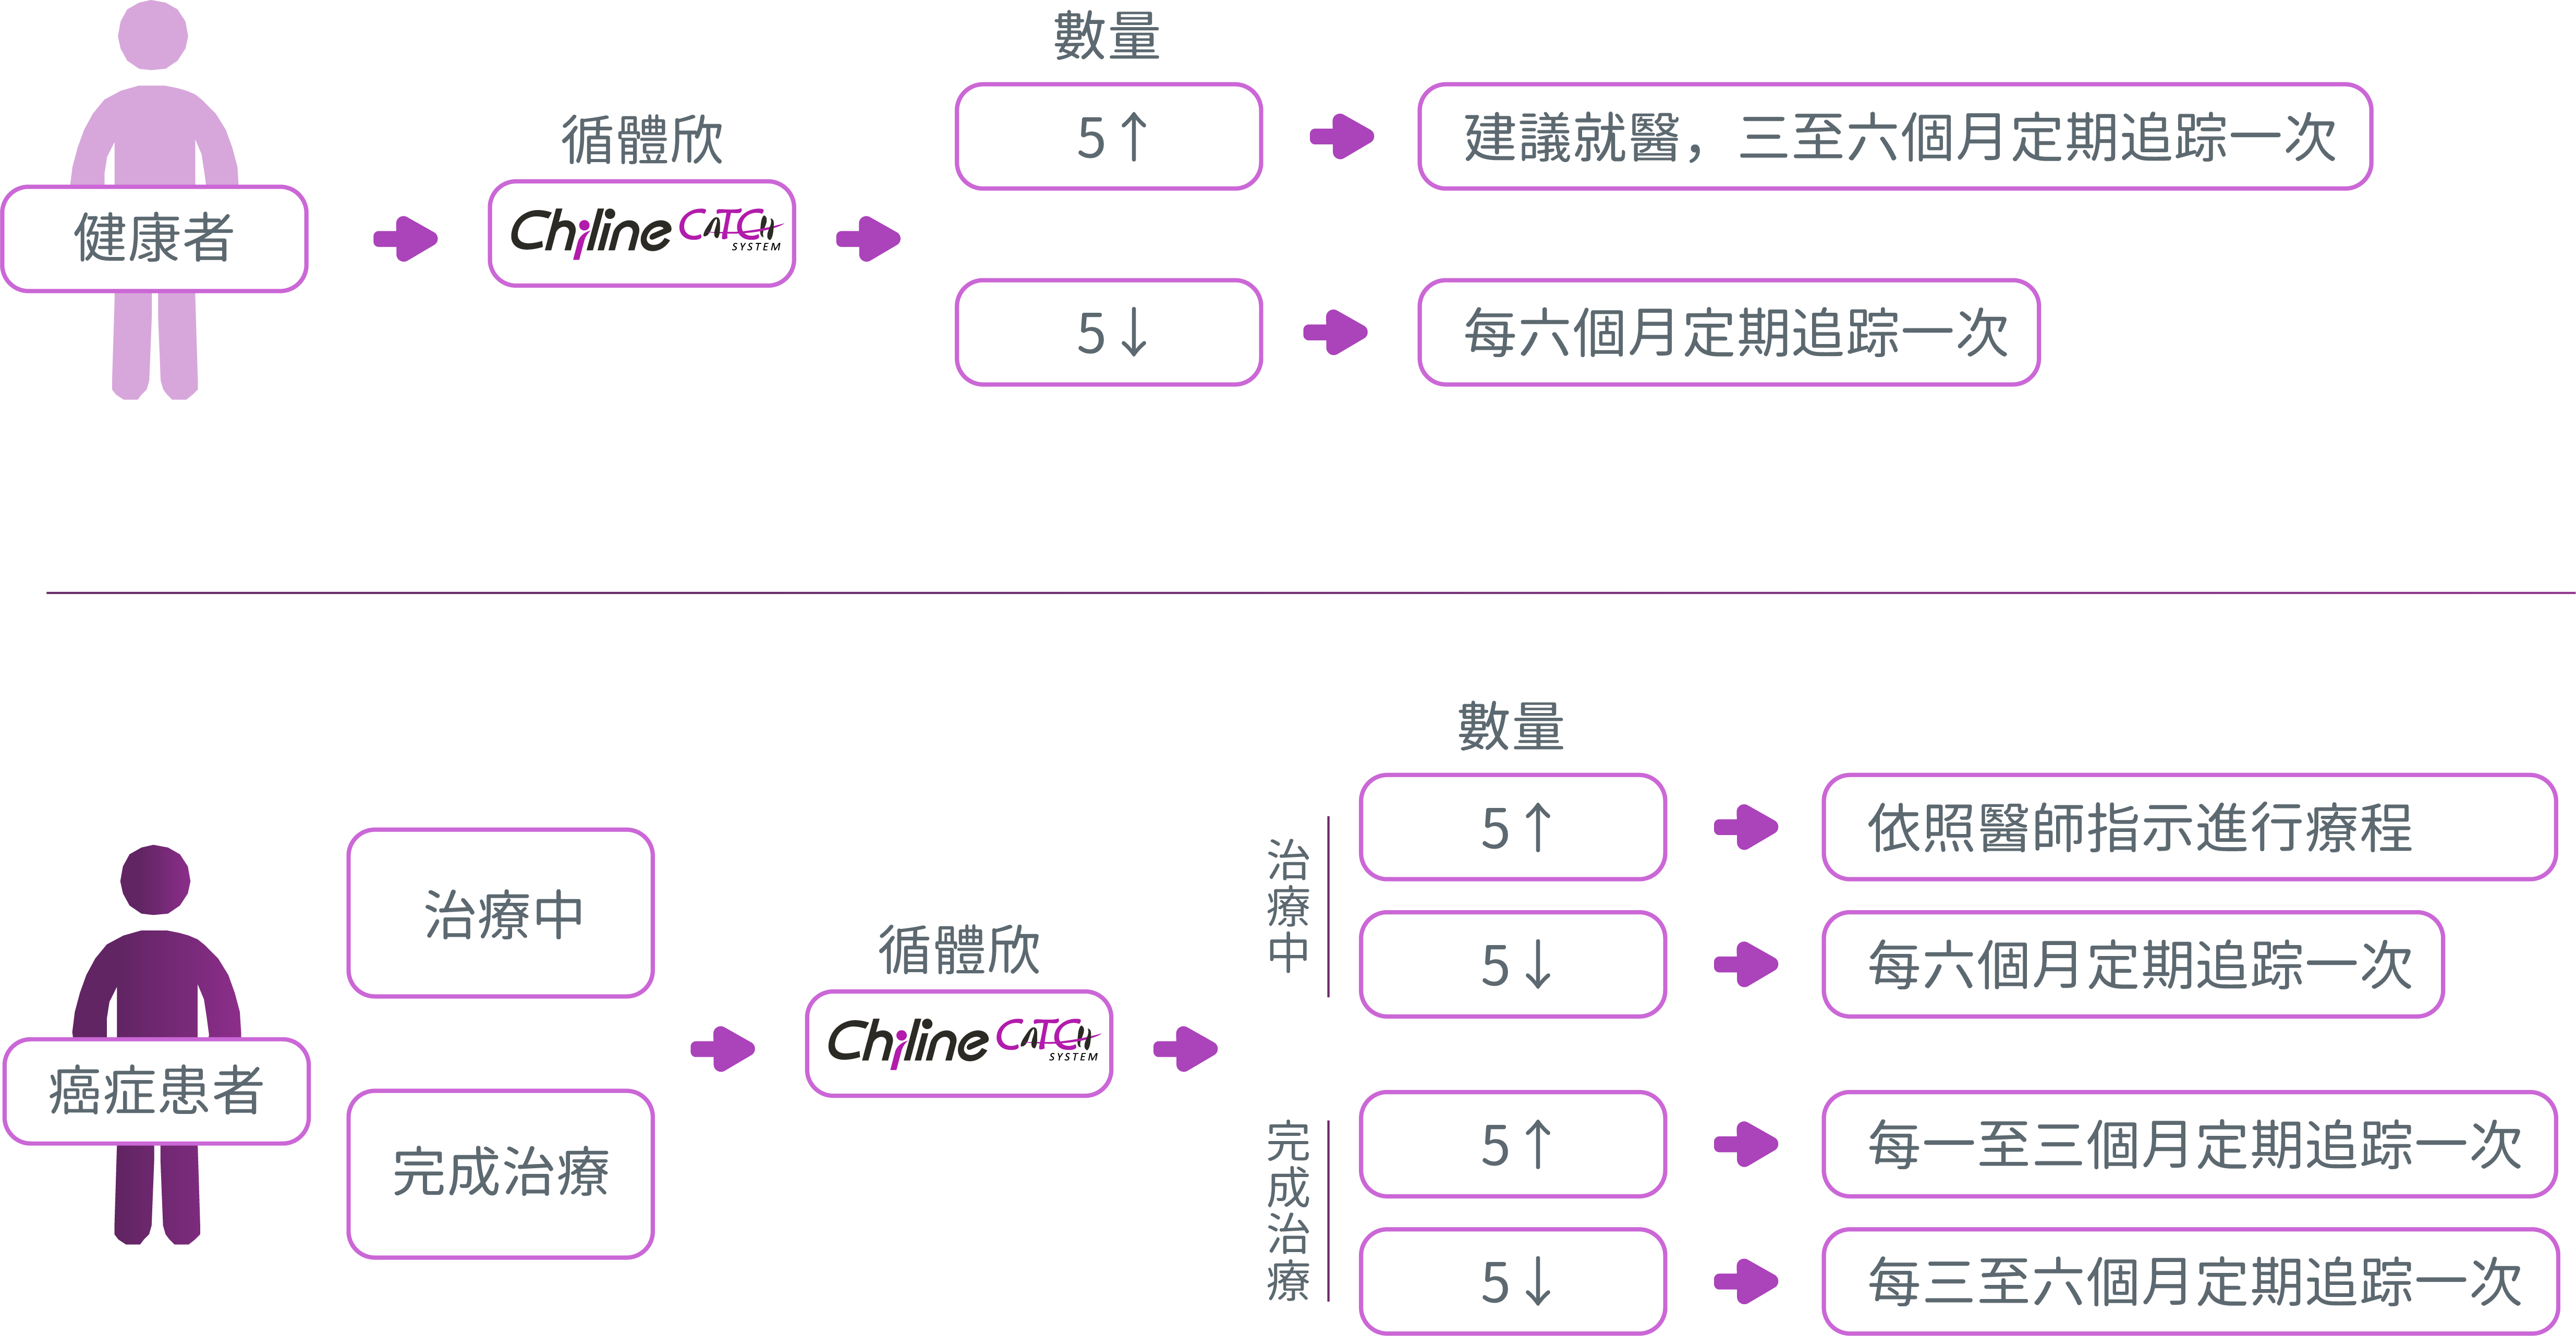 數量
5↑
建議就醫，三至六個月定期追踪一次
循體欣
健康者
Chiline CATCH
SYSTEM
5↓
每六個月定期追踪一次
數量
治療中
5↑
依照醫師指示進行療程
治療中
5↓
每六個月定期追踪一次
循體欣
Chiline CATCH
SYSTEM
癌症患者
完成治療
完成治療
5↑
每一至三個月定期追踪一次
5↓
每三至六個月定期追踪一次